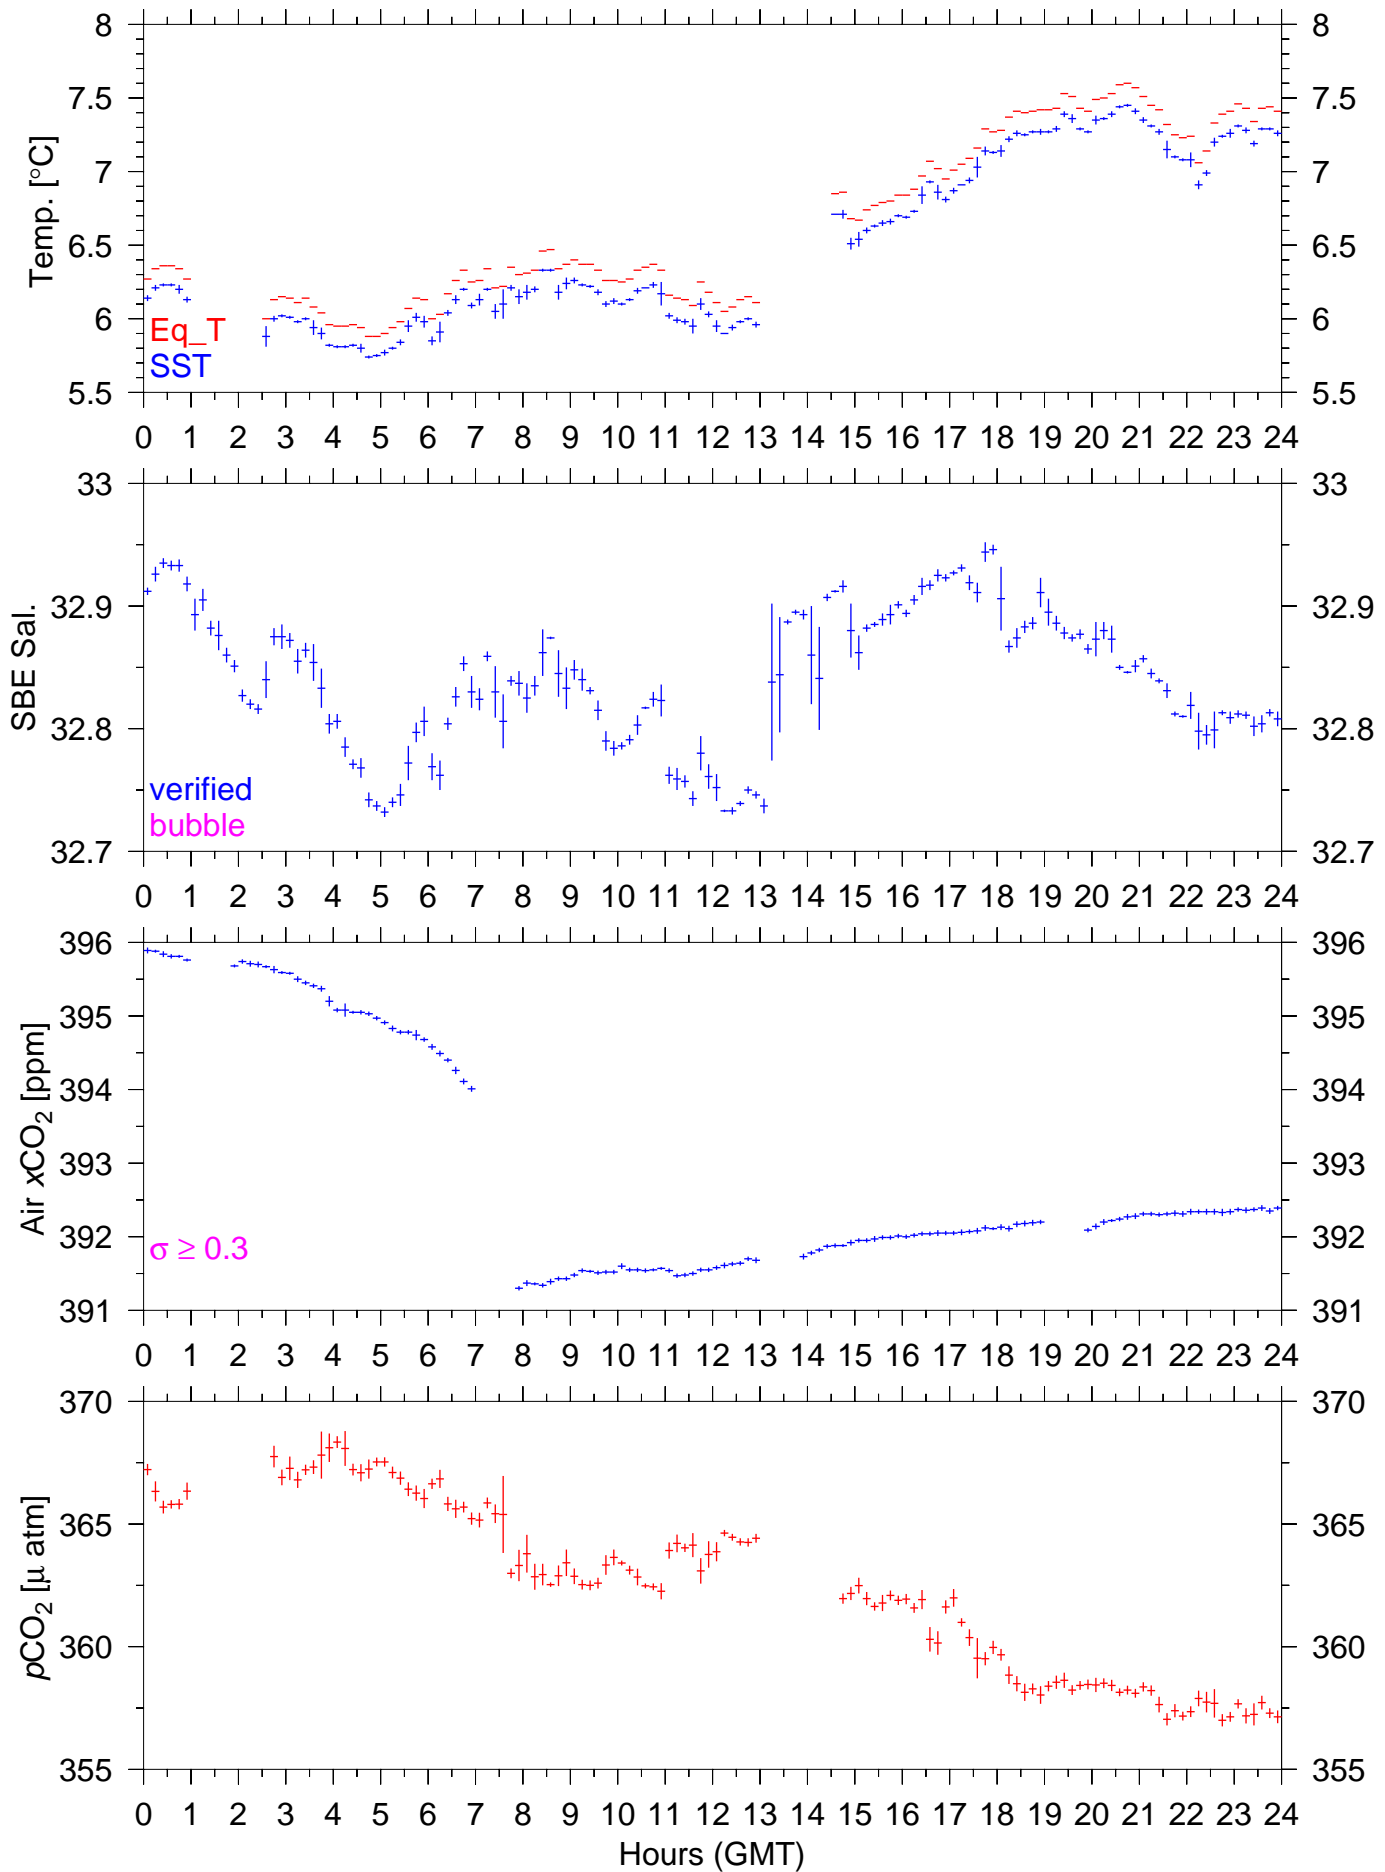 8 8
7.5 7.5
7 7
6.5 6.5
6 6
5.5 5.5
Temp. [°C]
Eq_T
SST
0 1 2 3 4 5 6 7 8 9 10 11 12 13 14 15 16 17 18 19 20 21 22 23 24
33 33
32.9 32.9
32.8 32.8
32.7 32.7
SBE Sal.
verified
bubble
0 1 2 3 4 5 6 7 8 9 10 11 12 13 14 15 16 17 18 19 20 21 22 23 24
396 396
395 395
394 394
393 393
392 392
391 391
Air xCO₂ [ppm]
σ ≥ 0.3
0 1 2 3 4 5 6 7 8 9 10 11 12 13 14 15 16 17 18 19 20 21 22 23 24
370 370
365 365
360 360
355 355
pCO₂ [μ atm]
0 1 2 3 4 5 6 7 8 9 10 11 12 13 14 15 16 17 18 19 20 21 22 23 24
Hours (GMT)